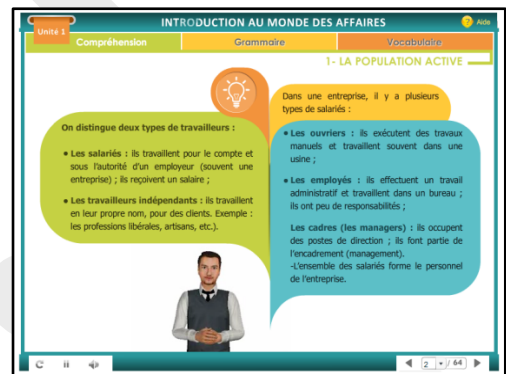 INTRODUCTION AU MONDE DES AFFAIRES
Aide
Unité 1
Compréhension
Grammaire
Vocabulaire
1- LA POPULATION ACTIVE
On distingue deux types de travailleurs :
• Les salariés : ils travaillent pour le compte et
sous l'autorité d'un employeur (souvent une
entreprise) ; ils reçoivent un salaire ;
• Les travailleurs indépendants : ils travaillent
en leur propre nom, pour des clients. Exemple :
les professions libérales, artisans, etc.).
Dans une entreprise, il y a plusieurs
types de salariés :
• Les ouvriers : ils exécutent des travaux
manuels et travaillent souvent dans une
usine ;
• Les employés : ils effectuent un travail
administratif et travaillent dans un bureau ;
ils ont peu de responsabilités ;
Les cadres (les managers) : ils occupent
des postes de direction ; ils font partie de
l'encadrement (management).
-L'ensemble des salariés forme le personnel
de l'entreprise.
2 / 64